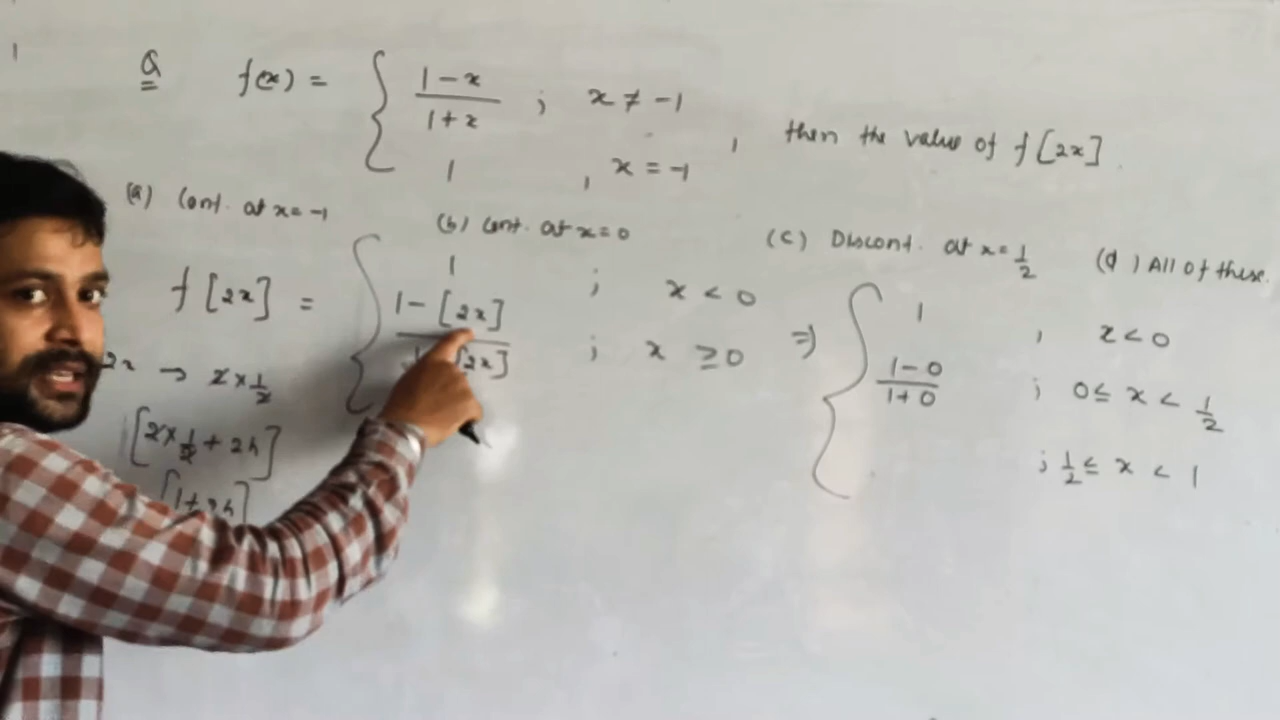 Q f(x) = { 1-x / 1+x ; x ≠ -1
1 , x = -1 , then the value of f[2x]
(a) Cont. at x=-1 (b) Cont. at x=0 (c) Discont. at x=1/2 (d) All of these.
f[2x] = { 1 ; x < 0
1-[2x] / [2x] ; x ≥ 0
⇒ { 1 , x < 0
1-0 / 1+0 ; 0 ≤ x < 1/2
; 1/2 ≤ x < 1
2x → 2×1/2
[2×1/2+2h]
[1+2h]